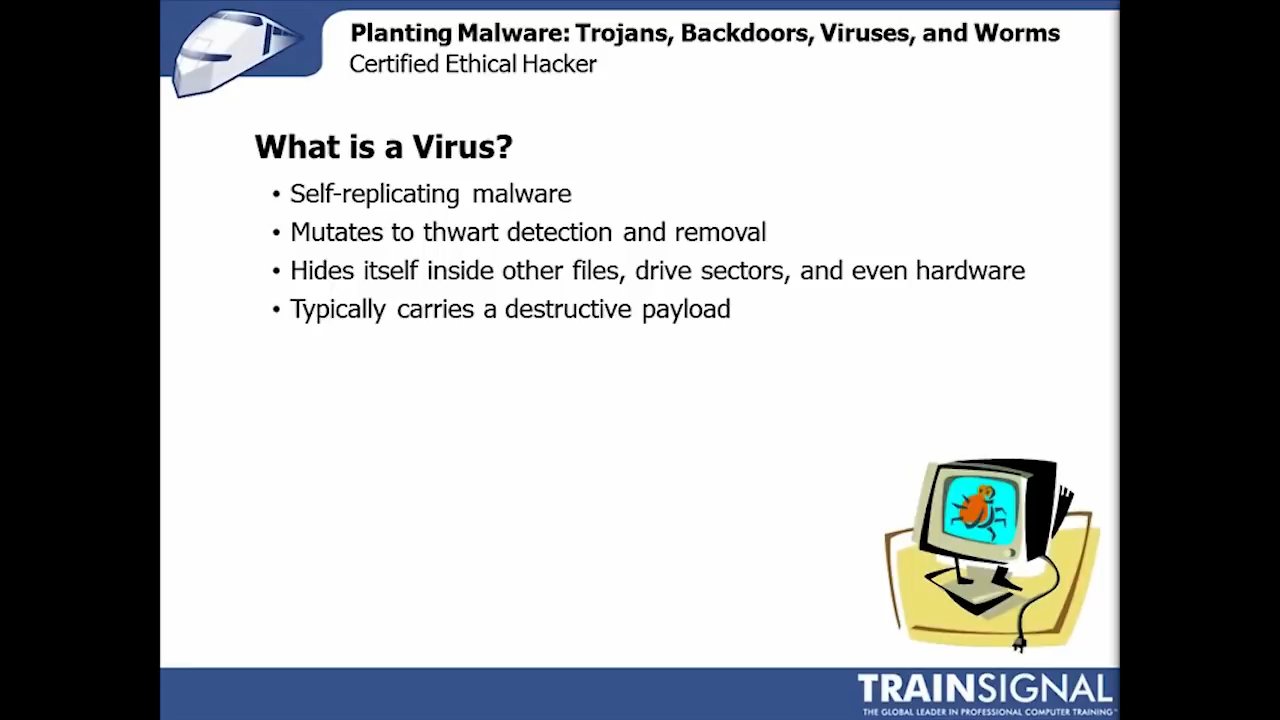 Planting Malware: Trojans, Backdoors, Viruses, and Worms
Certified Ethical Hacker
What is a Virus?
• Self-replicating malware
• Mutates to thwart detection and removal
• Hides itself inside other files, drive sectors, and even hardware
• Typically carries a destructive payload
TRAINSIGNAL
THE GLOBAL LEADER IN PROFESSIONAL COMPUTER TRAINING